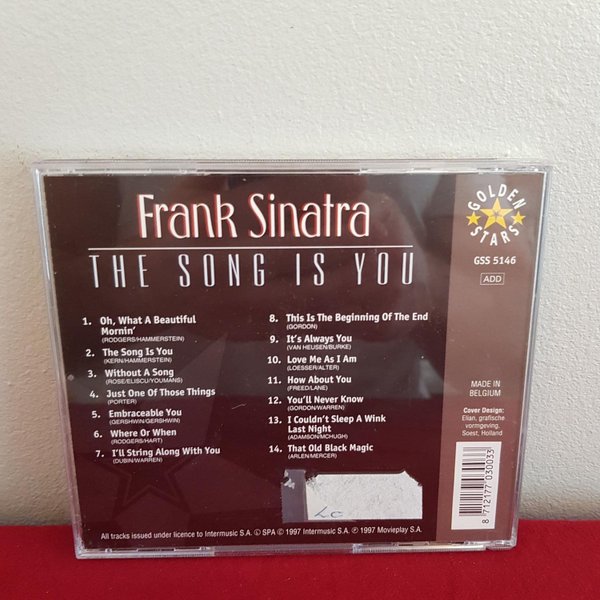 Frank Sinatra
THE SONG IS YOU
GOLDEN STARS
GSS 5146
ADD
1. Oh, What A Beautiful
Mornin'
(RODGERS/HAMMERSTEIN)
2. The Song Is You
(KERN/HAMMERSTEIN)
3. Without A Song
(ROSE/ELISCU/YOUMANS)
4. Just One Of Those Things
(PORTER)
5. Embraceable You
(GERSHWIN/GERSHWIN)
6. Where Or When
(RODGERS/HART)
7. I'll String Along With You
(DUBIN/WARREN)
8. This Is The Beginning Of The End
(GORDON)
9. It's Always You
(VAN HEUSEN/BURKE)
10. Love Me As I Am
(LOESSER/ALTER)
11. How About You
(FREED/LANE)
12. You'll Never Know
(GORDON/WARREN)
13. I Couldn't Sleep A Wink
Last Night
(ADAMSON/MCHUGH)
14. That Old Black Magic
(ARLEN/MERCER)
MADE IN
BELGIUM
Cover Design:
Elian, grafische
vormgeving,
Soest, Holland
8 712177 030033
All tracks issued under licence to Intermusic S.A. © SPA © 1997 Intermusic S.A. ℗ 1997 Movieplay S.A.